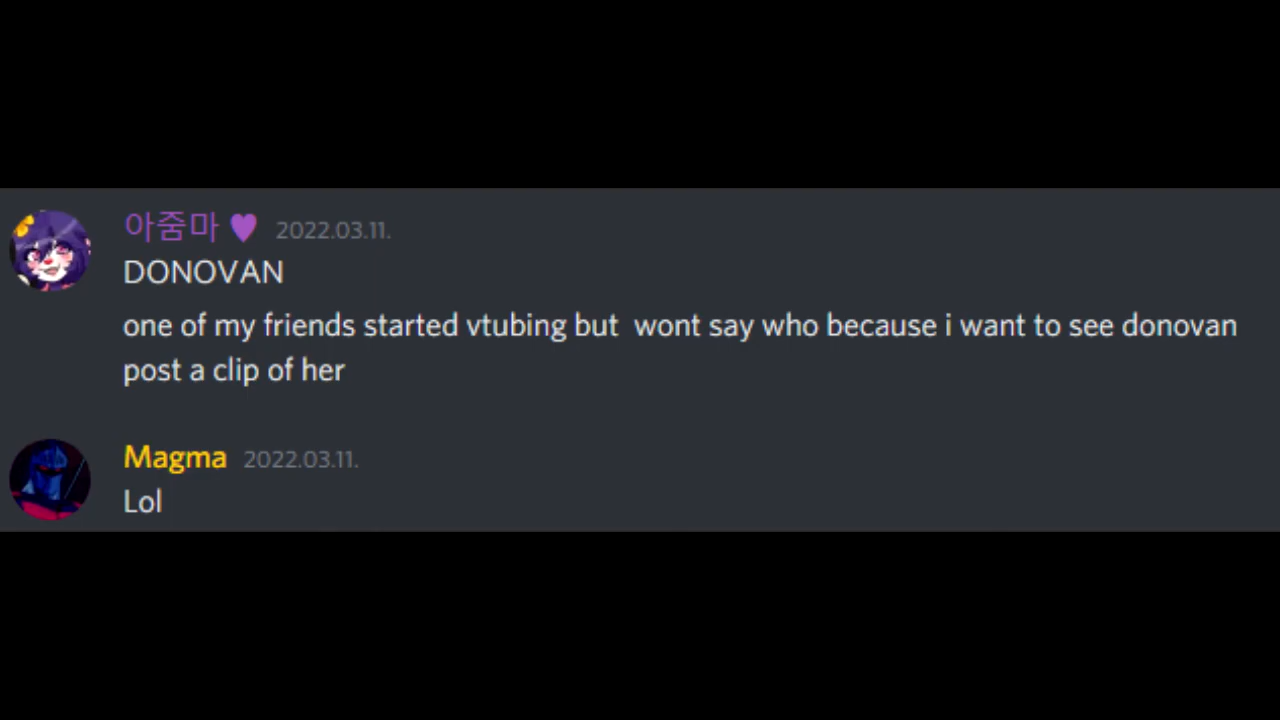 아줌마 ♥ 2022.03.11.
DONOVAN
one of my friends started vtubing but  wont say who because i want to see donovan
post a clip of her
Magma 2022.03.11.
Lol